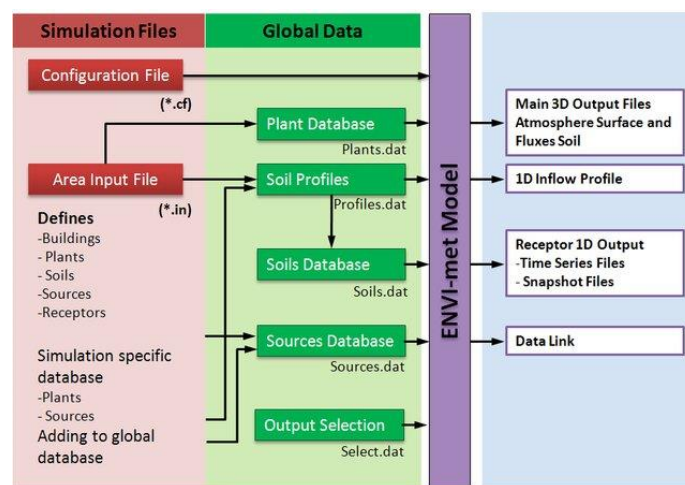 Simulation Files
Configuration File
(*.cf)
Area Input File
(*.in)
Defines
-Buildings
- Plants
- Soils
-Sources
-Receptors
Simulation specific
database
-Plants
- Sources
Adding to global
database
Global Data
Plant Database
Plants.dat
Soil Profiles
Profiles.dat
Soils Database
Soils.dat
Sources Database
Sources.dat
Output Selection
Select.dat
ENVI-met Model
Main 3D Output Files
Atmosphere Surface and
Fluxes Soil
1D Inflow Profile
Receptor 1D Output
-Time Series Files
- Snapshot Files
Data Link